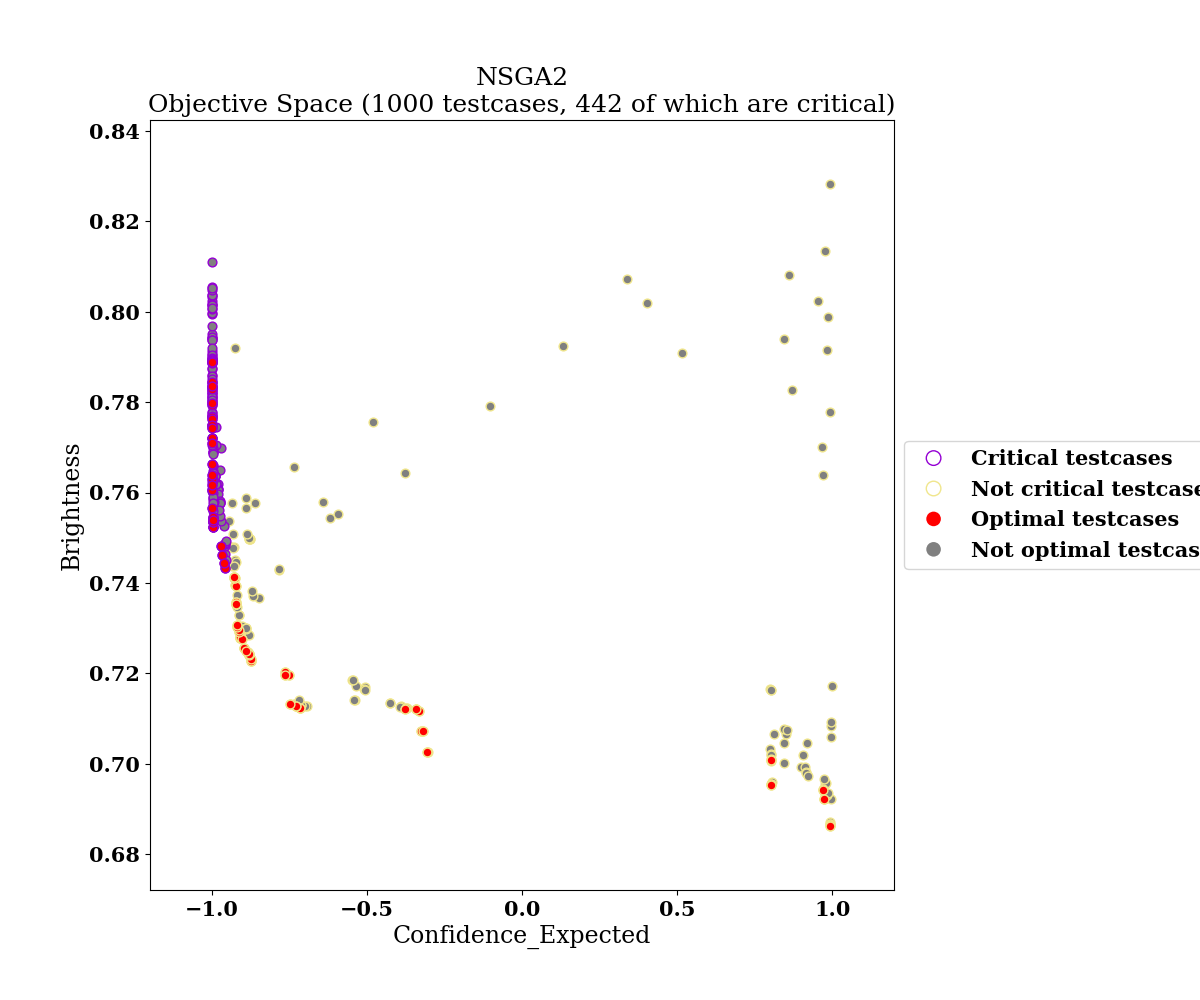 NSGA2
Objective Space (1000 testcases, 442 of which are critical)
0.84
0.82
0.80
0.78
0.76
0.74
0.72
0.70
0.68
Brightness
−1.0
−0.5
0.0
0.5
1.0
Confidence_Expected
Critical testcases
Not critical testcase
Optimal testcases
Not optimal testcas